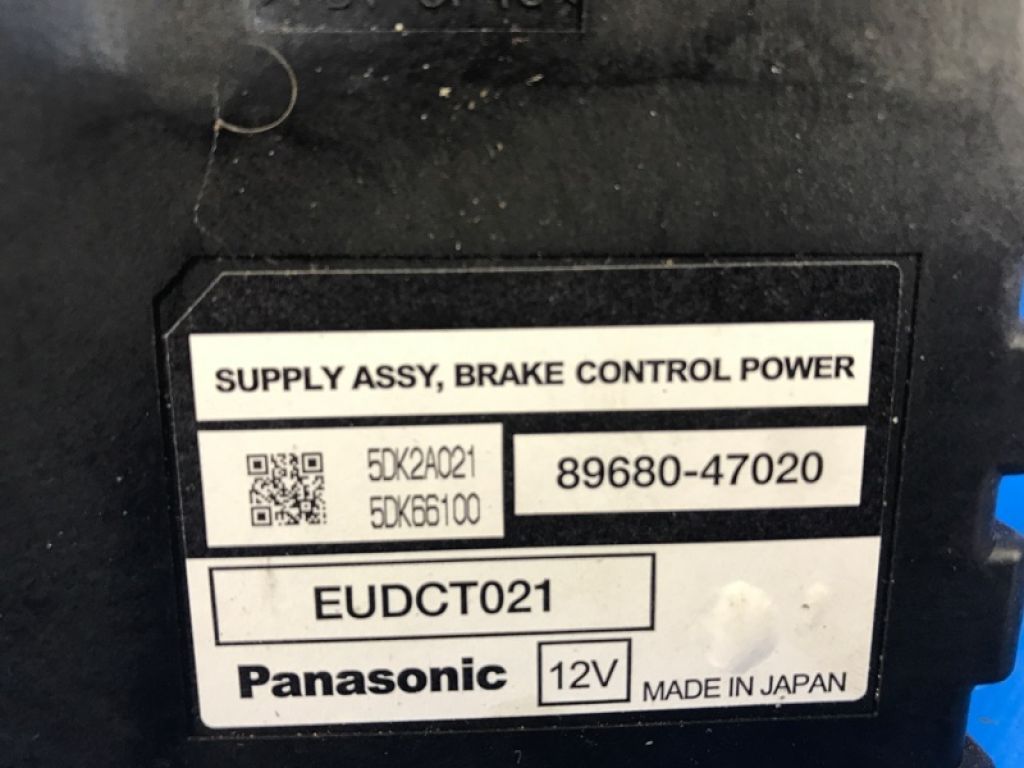 SUPPLY ASSY, BRAKE CONTROL POWER
5DK2A021
5DK66100
89680-47020
EUDCT021
Panasonic
12V
MADE IN JAPAN